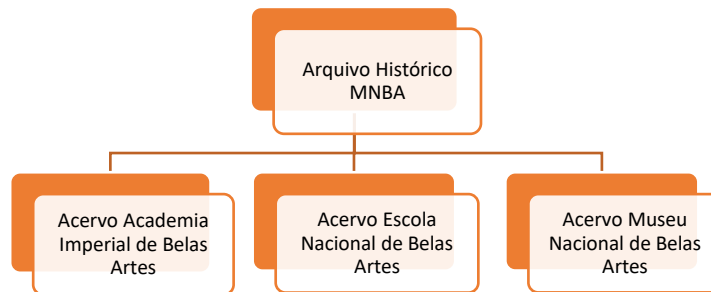 Arquivo Histórico
MNBA
Acervo Academia
Imperial de Belas
Artes
Acervo Escola
Nacional de Belas
Artes
Acervo Museu
Nacional de Belas
Artes